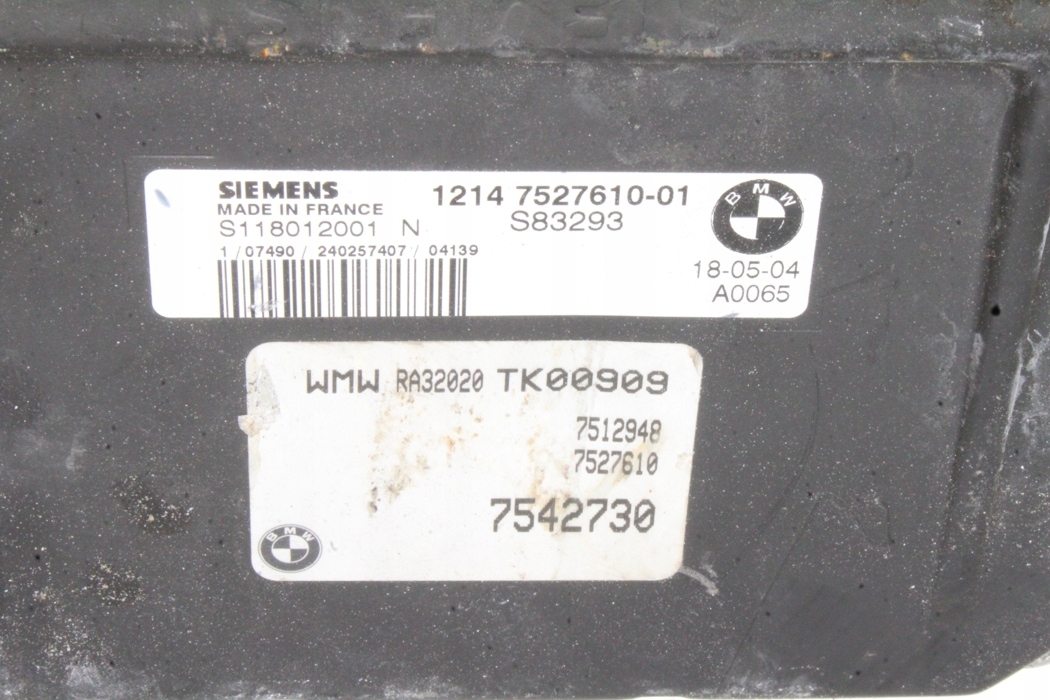 SIEMENS
MADE IN FRANCE
S118012001 N
1 / 07490 / 240257407 / 04139
1214 7527610-01
S83293
BMW
18-05-04
A0065
WMW RA32020 TK00909
7512948
7527610
7542730
BMW